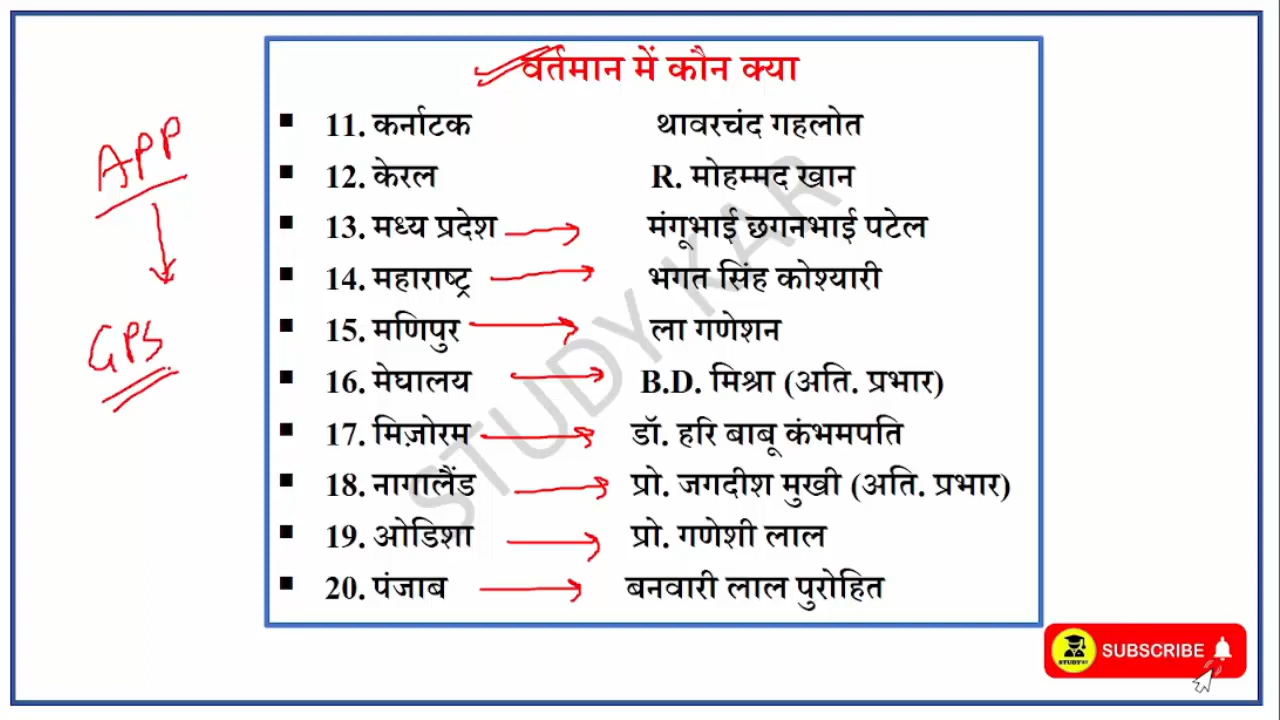 वर्तमान में कौन क्या
11. कर्नाटक थावरचंद गहलोत
12. केरल R. मोहम्मद खान
13. मध्य प्रदेश मंगूभाई छगनभाई पटेल
14. महाराष्ट्र भगत सिंह कोश्यारी
15. मणिपुर ला गणेशन
16. मेघालय B.D. मिश्रा (अति. प्रभार)
17. मिज़ोरम डॉ. हरि बाबू कंभमपति
18. नागालैंड प्रो. जगदीश मुखी (अति. प्रभार)
19. ओडिशा प्रो. गणेशी लाल
20. पंजाब बनवारी लाल पुरोहित
APP
GPS
STUDY KAR
STUDY KAR
SUBSCRIBE